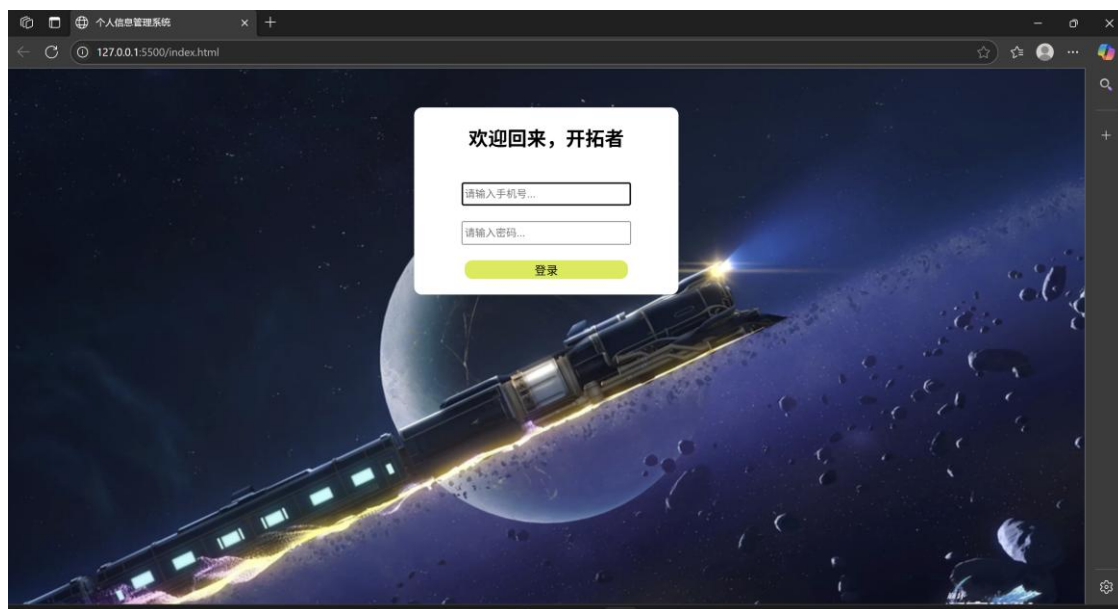 个人信息管理系统
127.0.0.1:5500/index.html
欢迎回来，开拓者
请输入手机号...
请输入密码...
登录